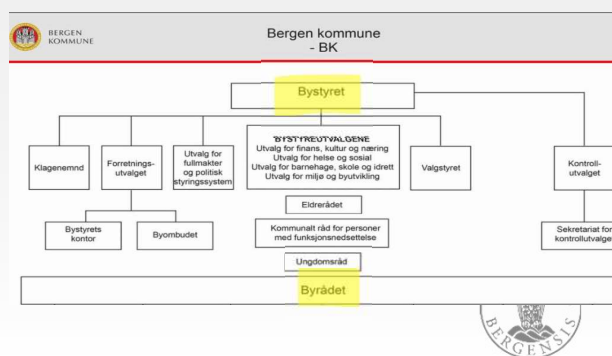 BERGEN
KOMMUNE
Bergen kommune
- BK
Bystyret
Klagenemnd
Forretnings-
utvalget
Utvalg for
fullmakter
og politisk
styringssystem
BYSTYREUTVALGENE
Utvalg for finans, kultur og næring
Utvalg for helse og sosial
Utvalg for barnehage, skole og idrett
Utvalg for miljø og byutvikling
Valgstyret
Kontroll-
utvalget
Eldrerådet
Bystyrets
kontor
Byombudet
Kommunalt råd for personer
med funksjonsnedsettelse
Sekretariat for
kontrollutvalge
Ungdomsråd
Byrådet
BERGENSIS